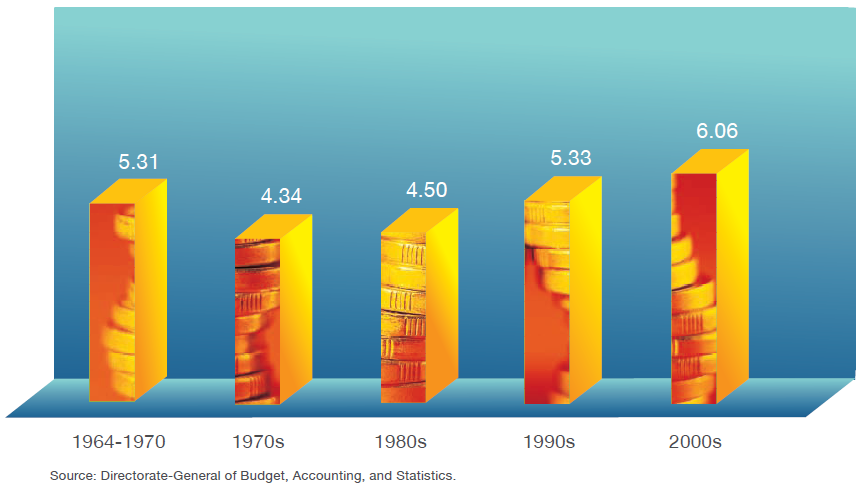 6.06
5.31
5.33
4.34
4.50
1964-1970 1970s 1980s 1990s 2000s
Source: Directorate-General of Budget, Accounting, and Statistics.